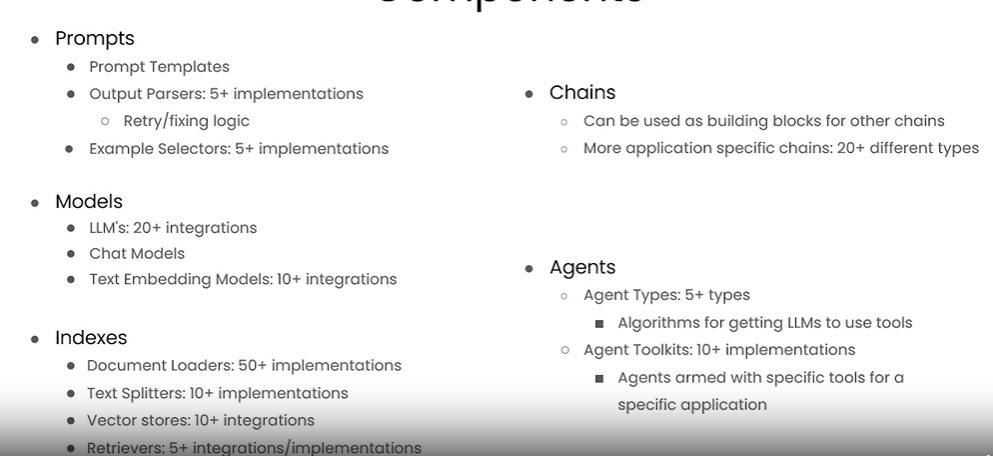 Components
Prompts
Prompt Templates
Output Parsers: 5+ implementations
Retry/fixing logic
Example Selectors: 5+ implementations
Models
LLM's: 20+ integrations
Chat Models
Text Embedding Models: 10+ integrations
Indexes
Document Loaders: 50+ implementations
Text Splitters: 10+ implementations
Vector stores: 10+ integrations
Retrievers: 5+ integrations/implementations
Chains
Can be used as building blocks for other chains
More application specific chains: 20+ different types
Agents
Agent Types: 5+ types
Algorithms for getting LLMs to use tools
Agent Toolkits: 10+ implementations
Agents armed with specific tools for a
specific application